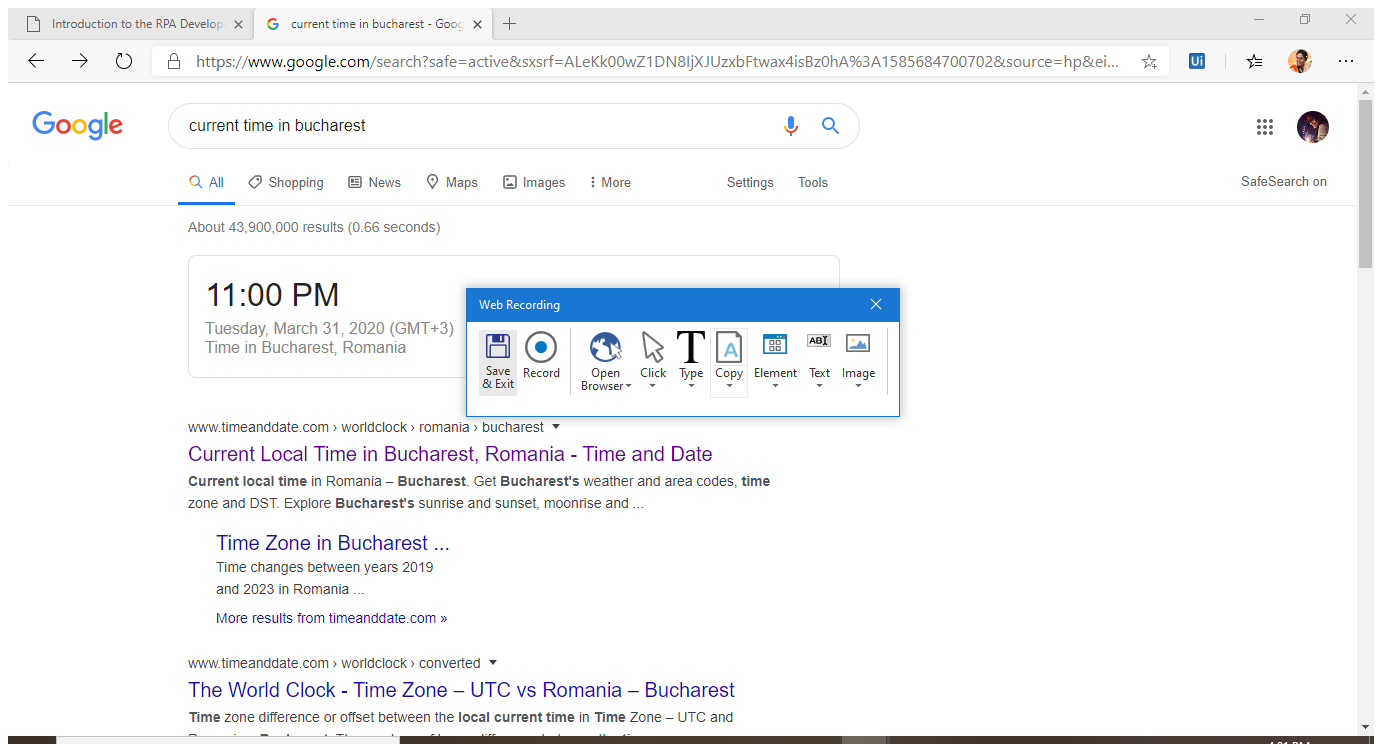 Introduction to the RPA Develop
current time in bucharest - Goog
https://www.google.com/search?safe=active&sxsrf=ALeKk00wZ1DN8IjXJUzxbFtwax4isBz0hA%3A1585684700702&source=hp&ei...
Ui
Google
current time in bucharest
All Shopping News Maps Images More Settings Tools SafeSearch on
About 43,900,000 results (0.66 seconds)
11:00 PM
Tuesday, March 31, 2020 (GMT+3)
Time in Bucharest, Romania
Web Recording
Save & Exit
Record
Open Browser
Click
Type
Copy
Element
Text
Image
www.timeanddate.com › worldclock › romania › bucharest
Current Local Time in Bucharest, Romania - Time and Date
Current local time in Romania – Bucharest. Get Bucharest's weather and area codes, time
zone and DST. Explore Bucharest's sunrise and sunset, moonrise and ...
Time Zone in Bucharest ...
Time changes between years 2019
and 2023 in Romania ...
More results from timeanddate.com »
www.timeanddate.com › worldclock › converted
The World Clock - Time Zone – UTC vs Romania – Bucharest
Time zone difference or offset between the local current time in Time Zone – UTC and